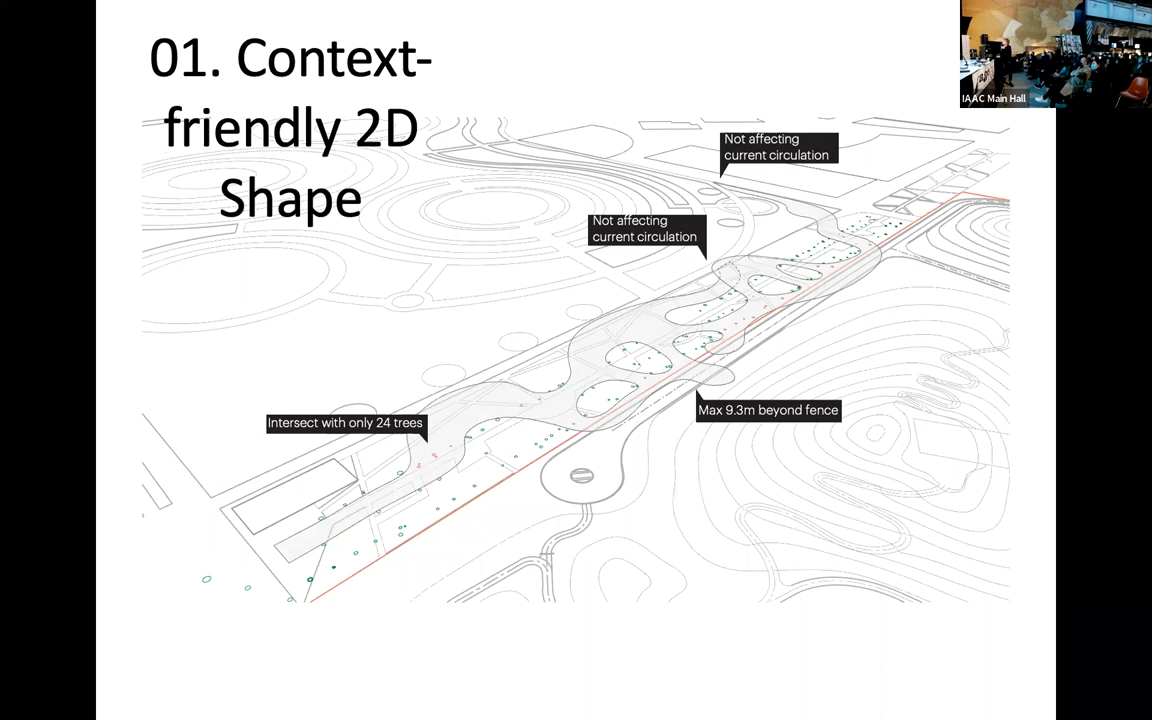 01. Context-
friendly 2D
Shape
IAAC Main Hall
Not affecting
current circulation
Not affecting
current circulation
Max 9.3m beyond fence
Intersect with only 24 trees